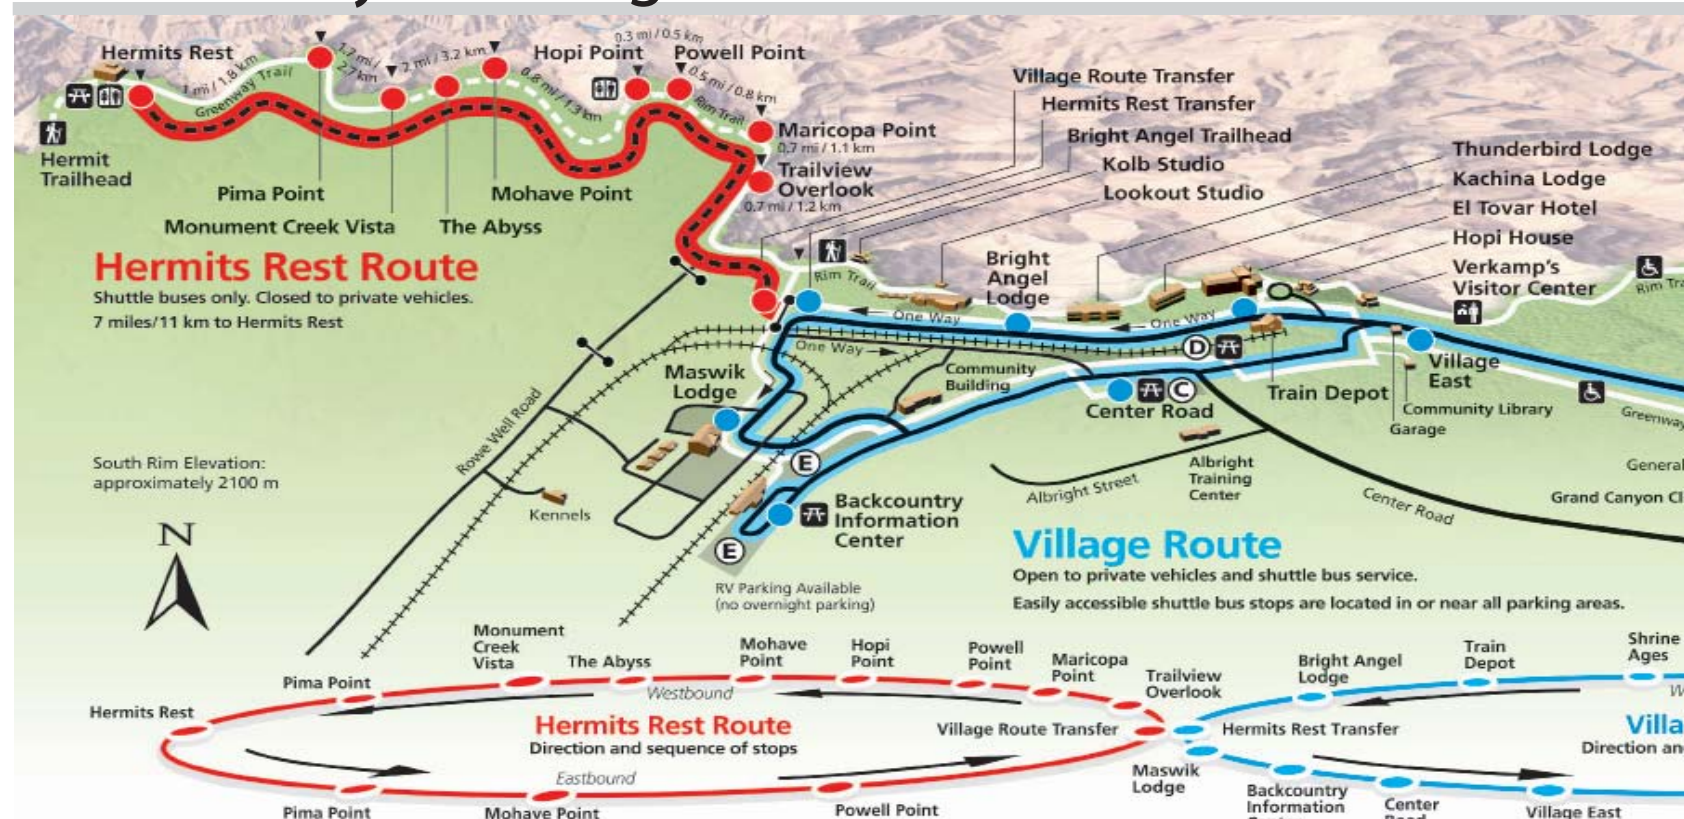 Hermits Rest
1 mi / 1.8 km
Greenway Trail
1.7 mi/
2.7 km
2 mi / 3.2 km
0.8 mi / 1.3 km
Hopi Point
0.3 mi / 0.5 km
Powell Point
0.5 mi / 0.8 km
Rim Trail
Maricopa Point
0.7 mi / 1.1 km
Trailview
Overlook
0.7 mi / 1.2 km
Hermit
Trailhead
Pima Point
Mohave Point
Monument Creek Vista
The Abyss
Hermits Rest Route
Shuttle buses only. Closed to private vehicles.
7 miles/11 km to Hermits Rest
Village Route Transfer
Hermits Rest Transfer
Bright Angel Trailhead
Kolb Studio
Lookout Studio
Thunderbird Lodge
Kachina Lodge
El Tovar Hotel
Hopi House
Verkamp's
Visitor Center
Rim Trail
Bright
Angel
Lodge
One Way
One Way
One Way
D
Rim Tra
Village
East
Train Depot
Community Library
Garage
Greenway
Community
Building
C
Center Road
Maswik
Lodge
Rowe Well Road
E
Kennels
South Rim Elevation:
approximately 2100 m
N
Albright Street
Albright
Training
Center
Center Road
General
Grand Canyon Cl
Backcountry
Information
Center
E
RV Parking Available
(no overnight parking)
Village Route
Open to private vehicles and shuttle bus service.
Easily accessible shuttle bus stops are located in or near all parking areas.
Hermits Rest
Pima Point
Monument
Creek
Vista
The Abyss
Mohave
Point
Hopi
Point
Powell
Point
Maricopa
Point
Trailview
Overlook
Westbound
Hermits Rest Route
Direction and sequence of stops
Village Route Transfer
Eastbound
Pima Point
Mohave Point
Powell Point
Hermits Rest Transfer
Bright Angel
Lodge
Train
Depot
Shrine
Ages
W
Villa
Direction an
Maswik
Lodge
Backcountry
Information
Center
Road
Village East